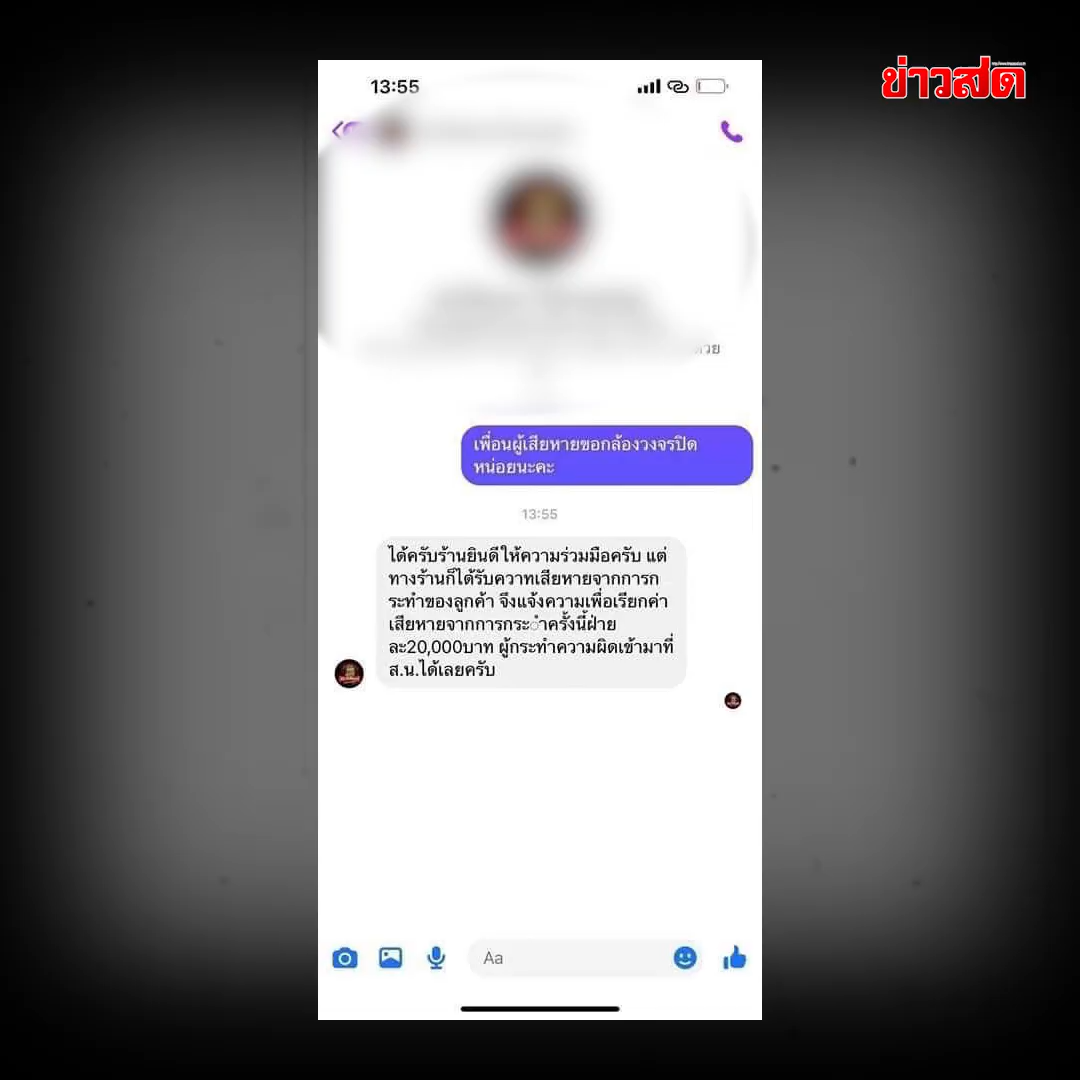 ข่าวสด
13:55
ด้วย
เพื่อนผู้เสียหายขอกล้องวงจรปิด
หน่อยนะคะ
13:55
ได้ครับร้านยินดีให้ความร่วมมือครับ แต่
ทางร้านก็ได้รับควาทเสียหายจากการก
ระทำของลูกค้า จึงแจ้งความเพื่อเรียกค่า
เสียหายจากการกระ​ำครั้งนี้ฝ่าย
ละ20,000บาท ผู้กระทำความผิดเข้ามาที่
ส.น.ได้เลยครับ
Aa